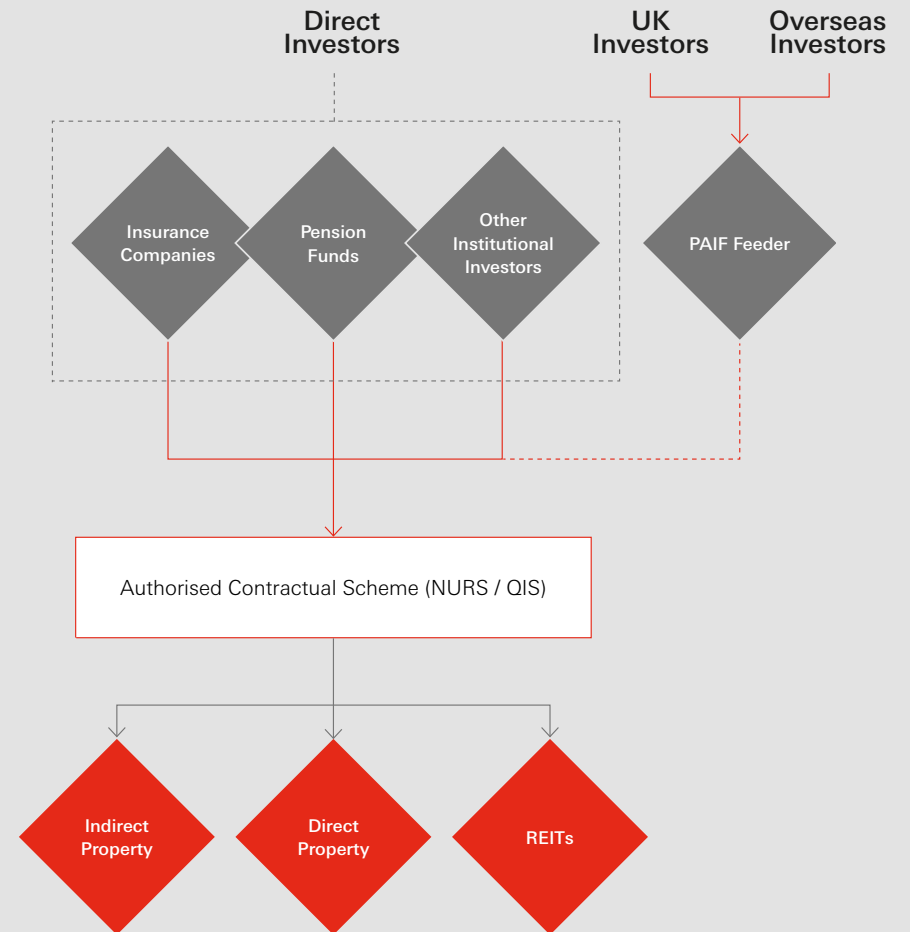 Direct
Investors
UK
Investors
Overseas
Investors
Insurance
Companies
Pension
Funds
Other
Institutional
Investors
PAIF Feeder
Authorised Contractual Scheme (NURS / QIS)
Indirect
Property
Direct
Property
REITs